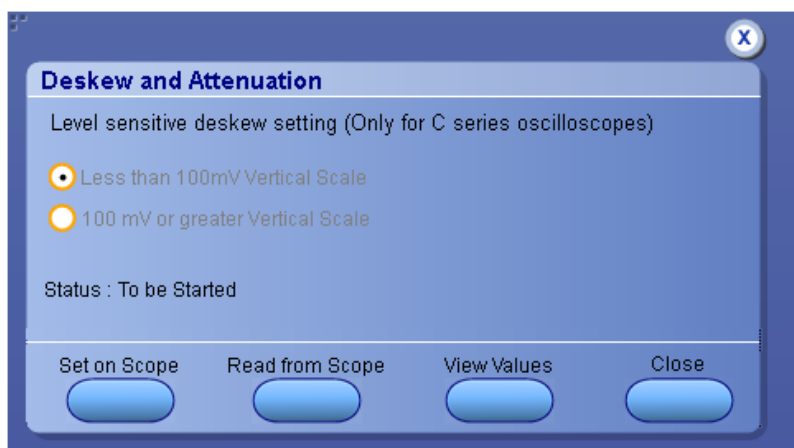 X
Deskew and Attenuation
Level sensitive deskew setting (Only for C series oscilloscopes)
Less than 100mV Vertical Scale
100 mV or greater Vertical Scale
Status : To be Started
Set on Scope Read from Scope View Values Close